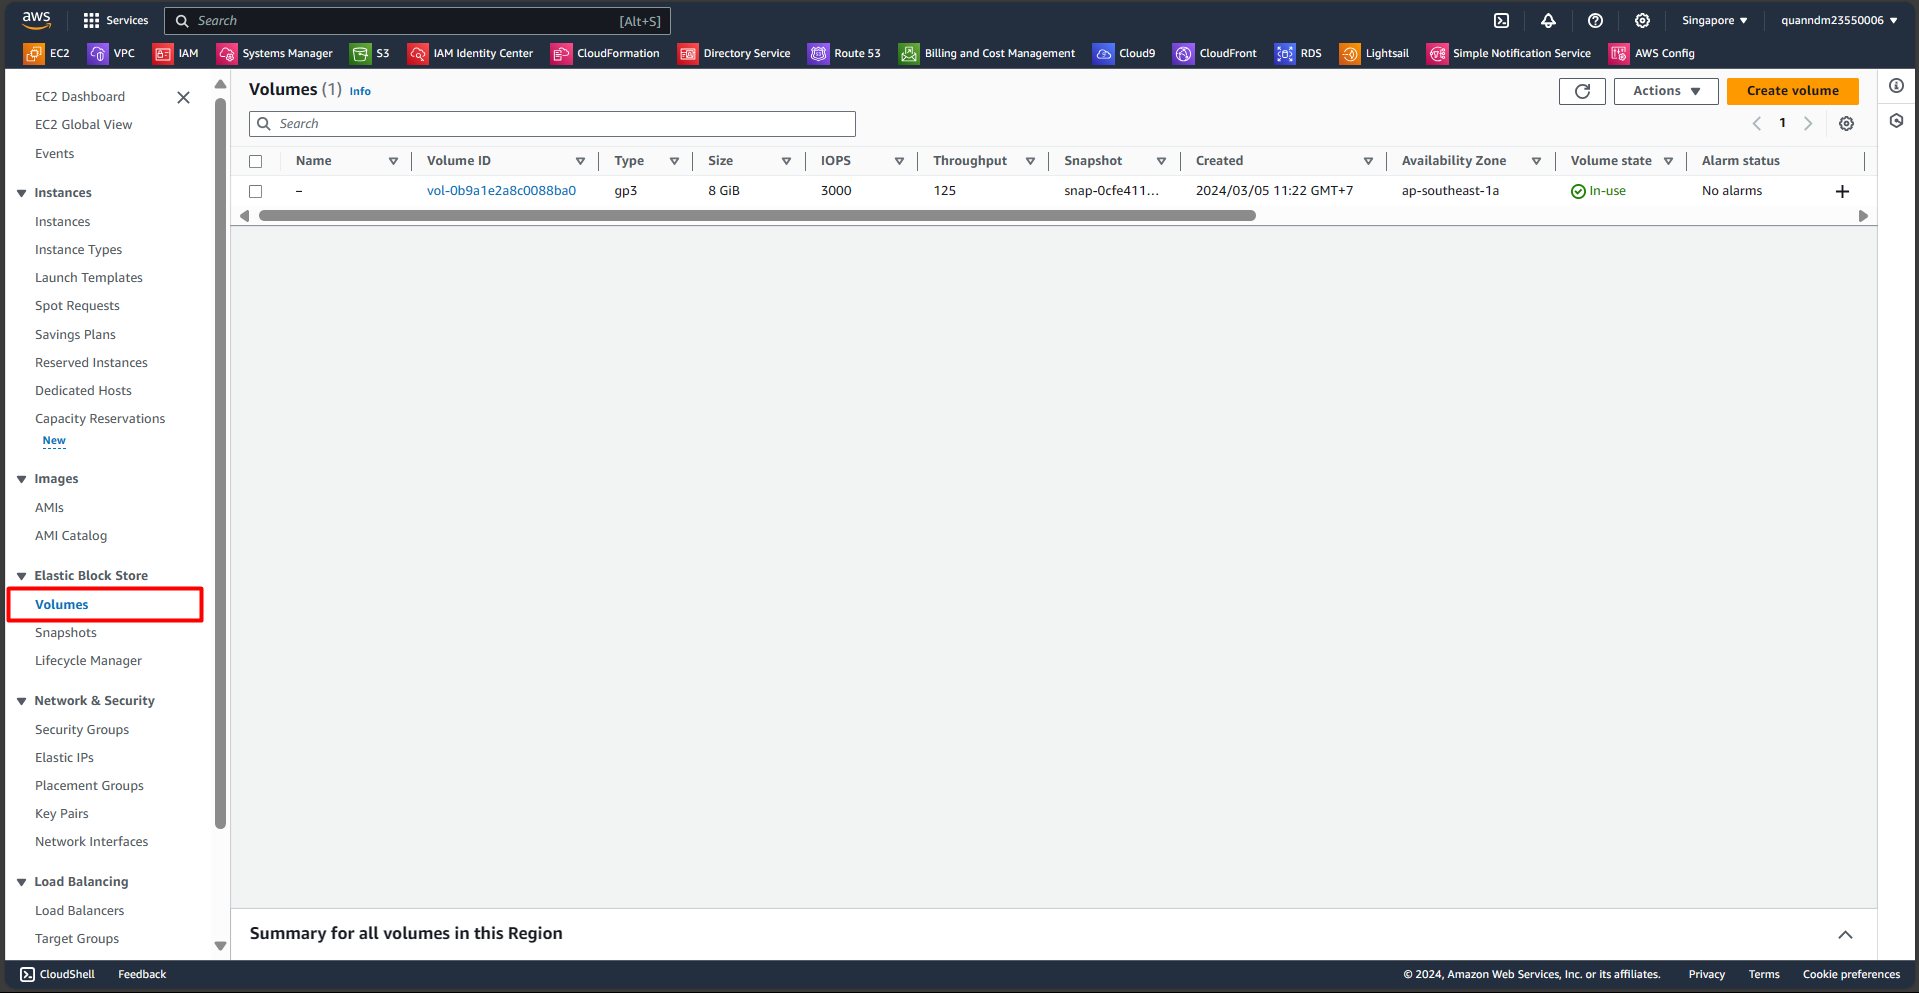 aws Services Search [Alt+S] Singapore quanndm23550006
EC2 VPC IAM Systems Manager S3 IAM Identity Center CloudFormation Directory Service Route 53 Billing and Cost Management Cloud9 CloudFront RDS Lightsail Simple Notification Service AWS Config
EC2 Dashboard
EC2 Global View
Events
Instances
Instances
Instance Types
Launch Templates
Spot Requests
Savings Plans
Reserved Instances
Dedicated Hosts
Capacity Reservations
New
Images
AMIs
AMI Catalog
Elastic Block Store
Volumes
Snapshots
Lifecycle Manager
Network & Security
Security Groups
Elastic IPs
Placement Groups
Key Pairs
Network Interfaces
Load Balancing
Load Balancers
Target Groups
Volumes (1) Info Actions Create volume
Search 1
Name Volume ID Type Size IOPS Throughput Snapshot Created Availability Zone Volume state Alarm status
– vol-0b9a1e2a8c0088ba0 gp3 8 GiB 3000 125 snap-0cfe411... 2024/03/05 11:22 GMT+7 ap-southeast-1a In-use No alarms
Summary for all volumes in this Region
CloudShell Feedback © 2024, Amazon Web Services, Inc. or its affiliates. Privacy Terms Cookie preferences